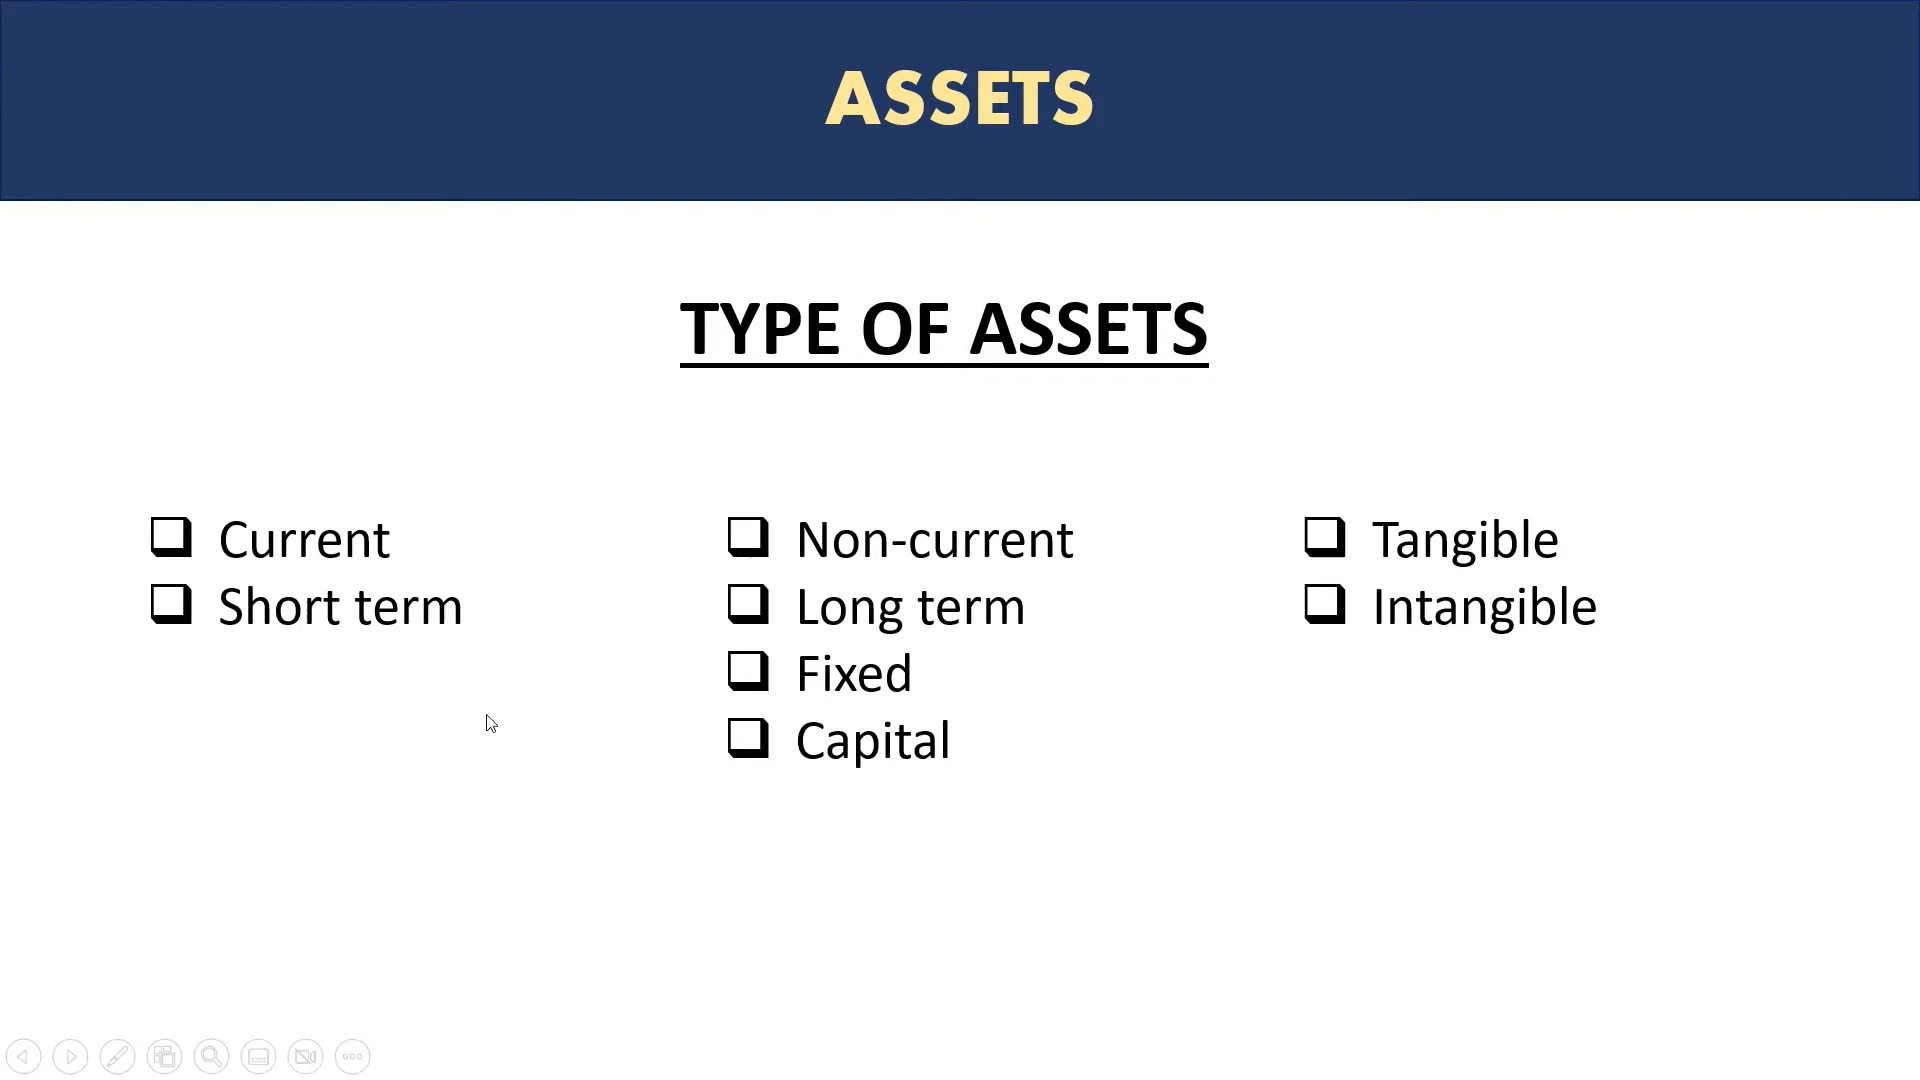 ASSETS
TYPE OF ASSETS
Current
Short term
Non-current
Long term
Fixed
Capital
Tangible
Intangible